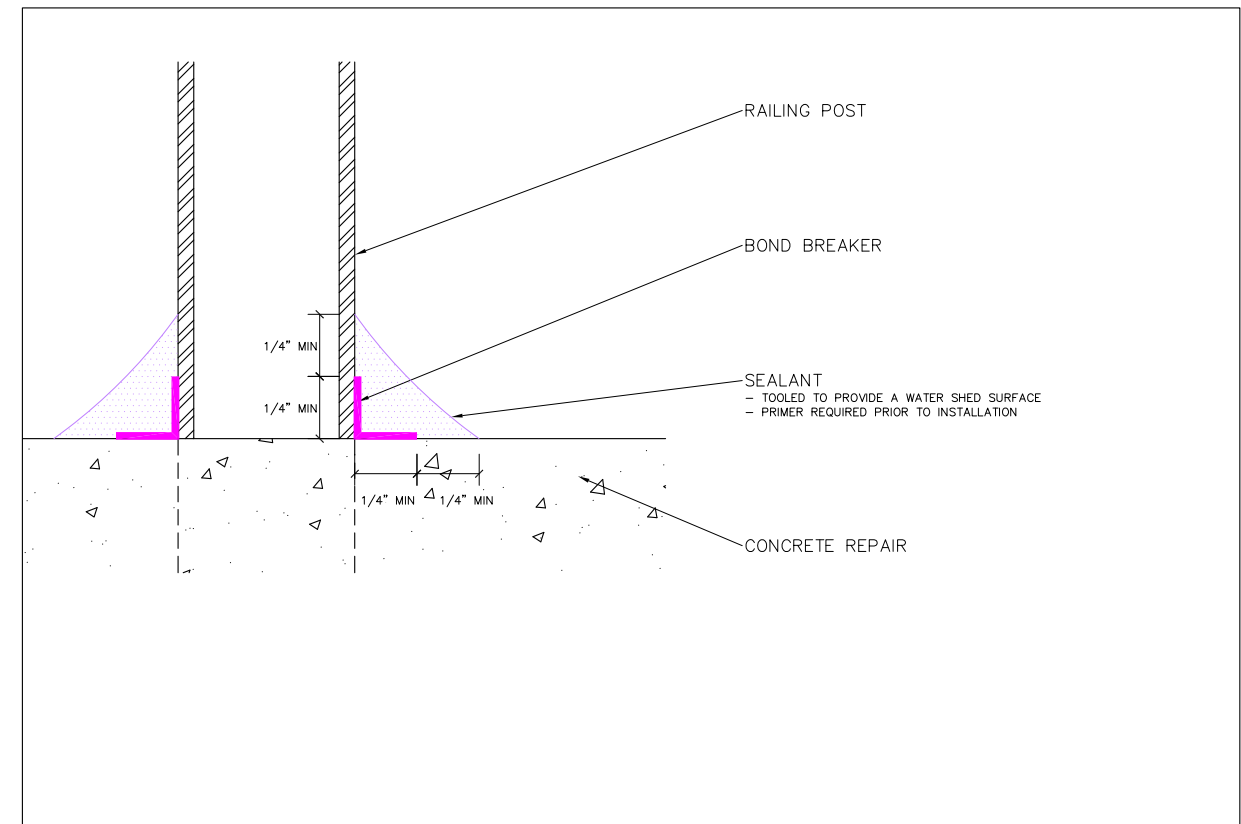 RAILING POST
BOND BREAKER
1/4" MIN
1/4" MIN
SEALANT
- TOOLED TO PROVIDE A WATER SHED SURFACE
- PRIMER REQUIRED PRIOR TO INSTALLATION
1/4" MIN 1/4" MIN
CONCRETE REPAIR